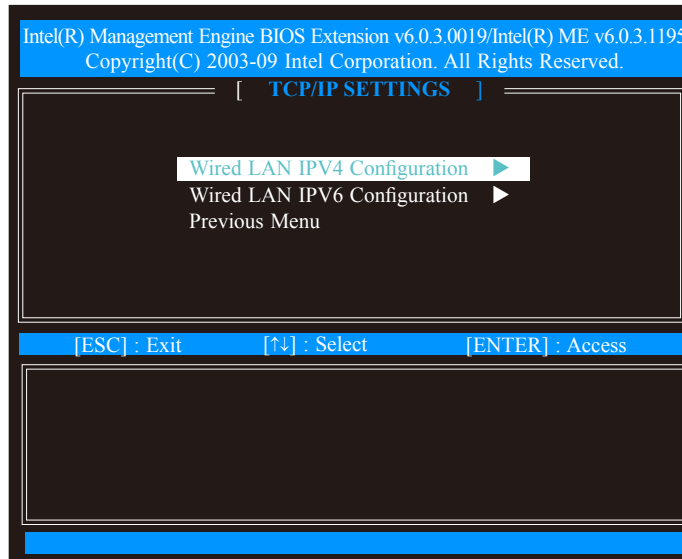 Intel(R) Management Engine BIOS Extension v6.0.3.0019/Intel(R) ME v6.0.3.1195
Copyright(C) 2003-09 Intel Corporation. All Rights Reserved.
[ TCP/IP SETTINGS ]
Wired LAN IPV4 Configuration ▶
Wired LAN IPV6 Configuration ▶
Previous Menu
[ESC] : Exit [↑↓] : Select [ENTER] : Access